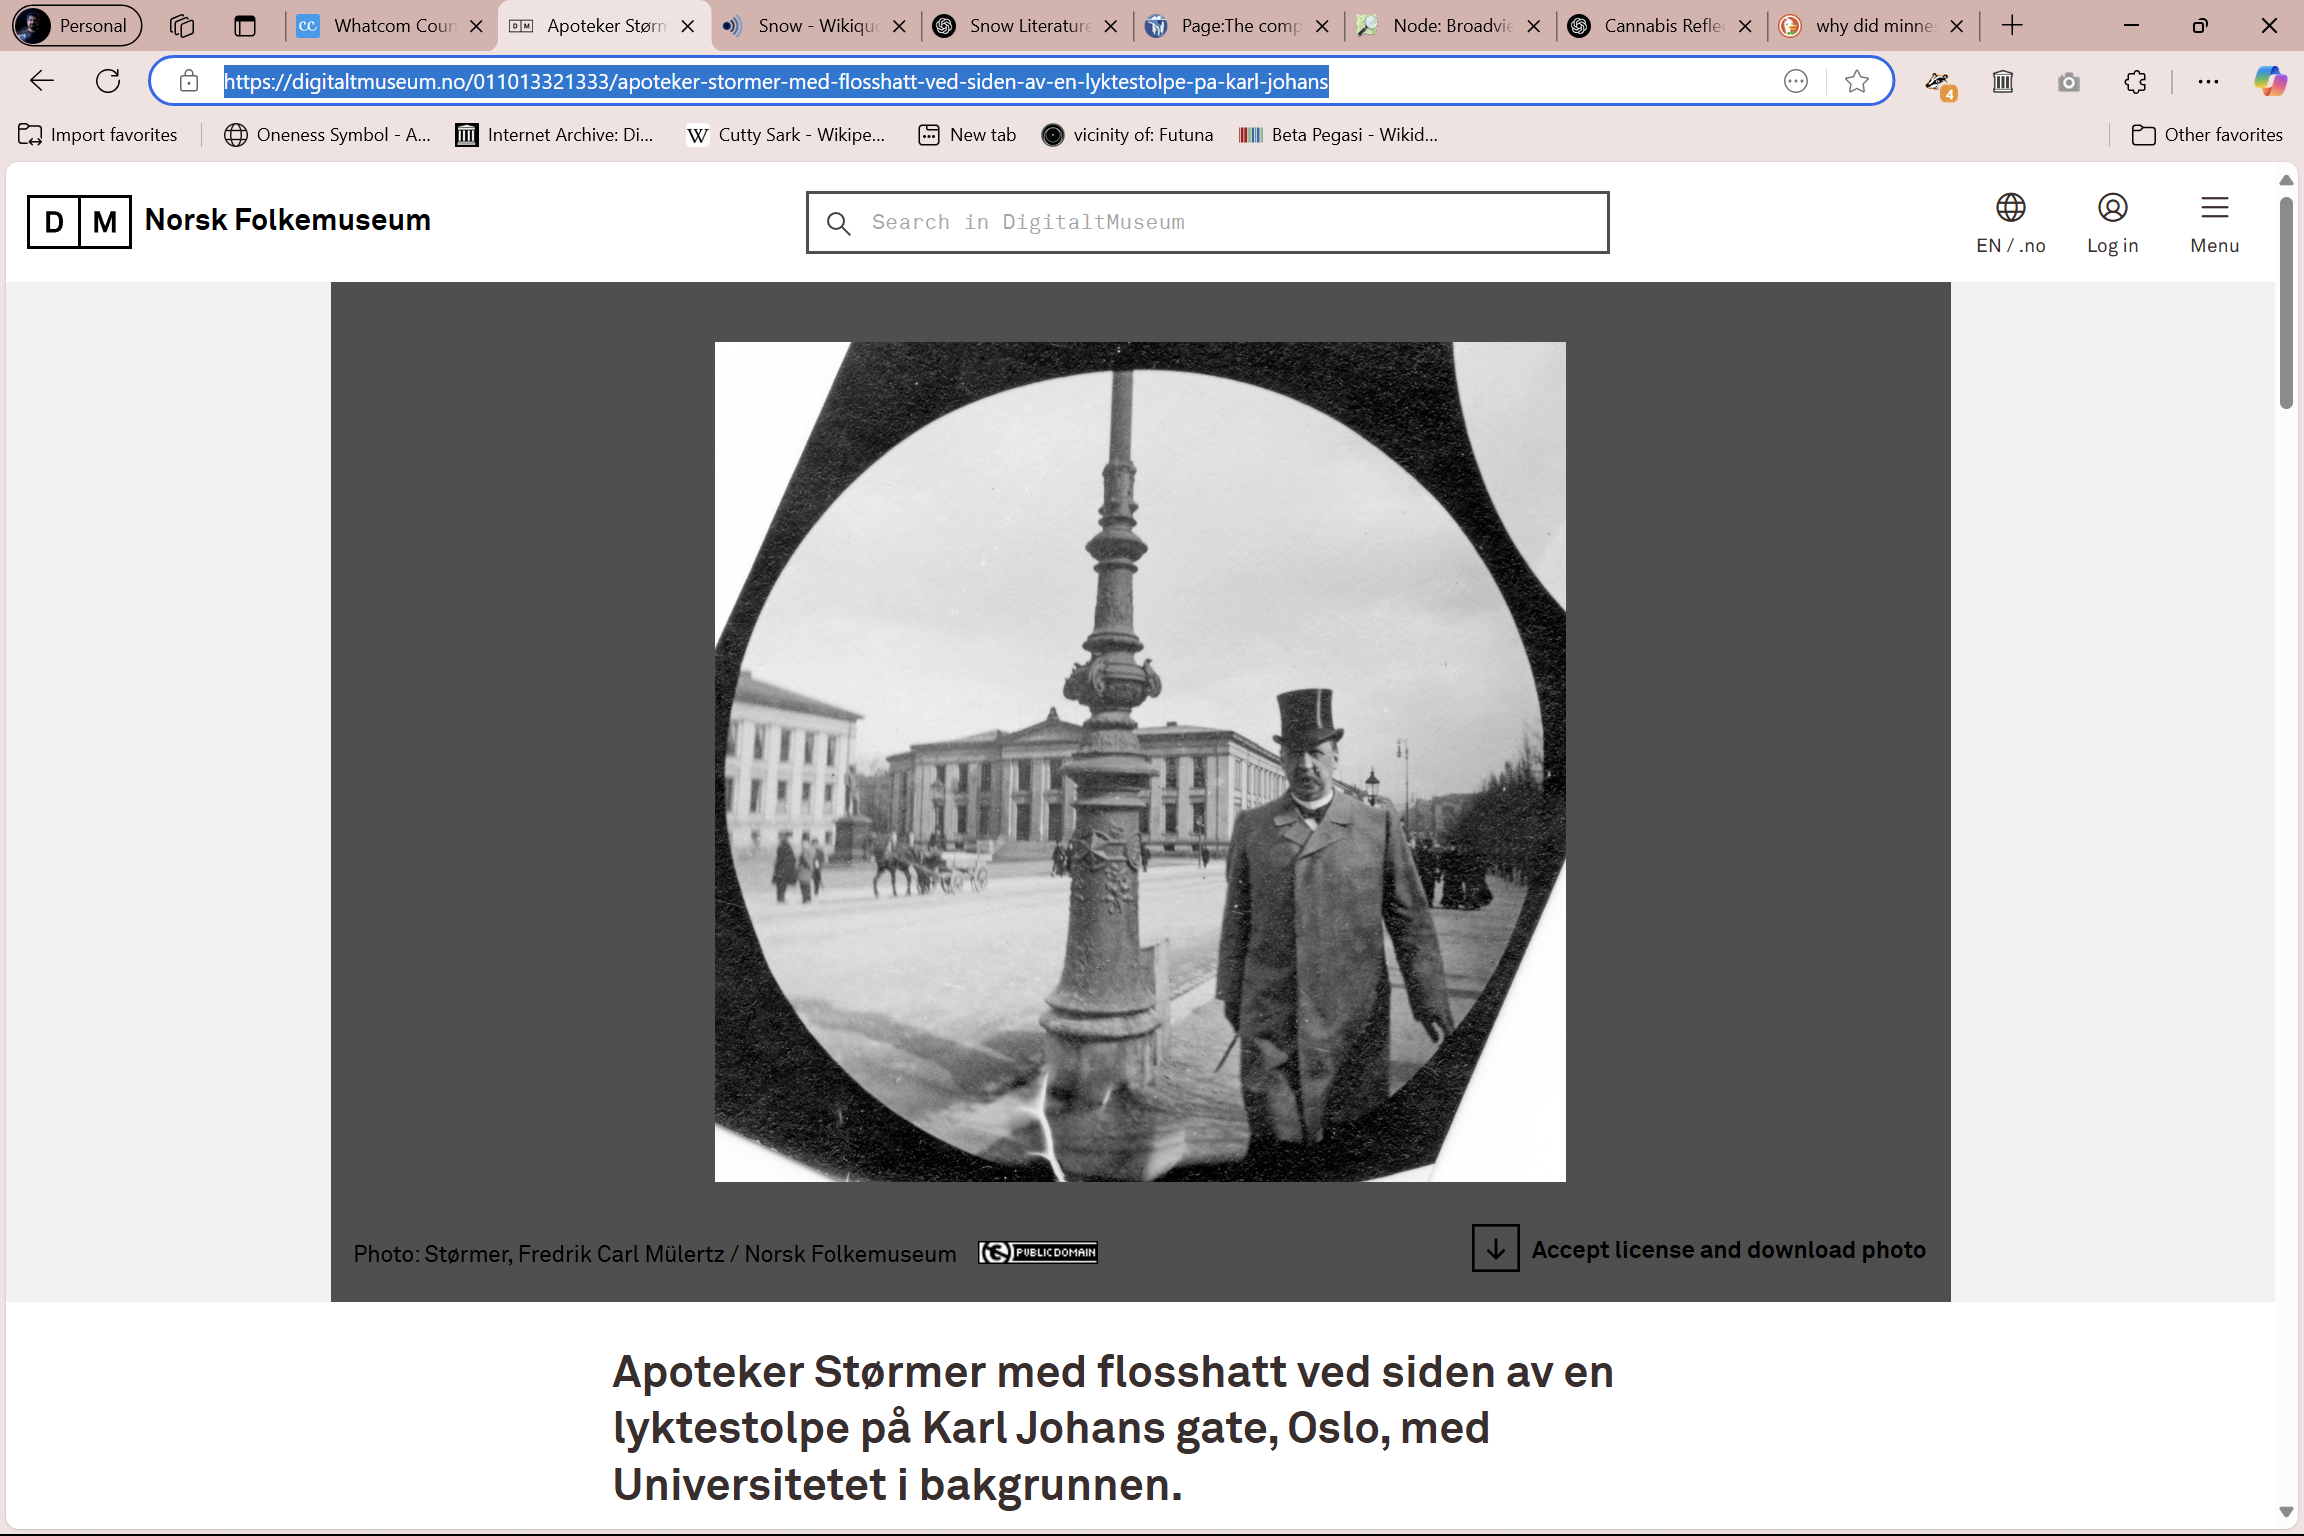 Personal
Whatcom Coun
Apoteker Størm
Snow - Wikiqu
Snow Literature
Page:The comp
Node: Broadvie
Cannabis Refle
why did minne
https://digitaltmuseum.no/011013321333/apoteker-stormer-med-flosshatt-ved-siden-av-en-lyktestolpe-pa-karl-johans
4
Import favorites
Oneness Symbol - A...
Internet Archive: Di...
Cutty Sark - Wikipe...
New tab
vicinity of: Futuna
Beta Pegasi - Wikid...
Other favorites
DM Norsk Folkemuseum
Search in DigitaltMuseum
EN / .no
Log in
Menu
Photo: Størmer, Fredrik Carl Mülertz / Norsk Folkemuseum
PUBLIC DOMAIN
Accept license and download photo
Apoteker Størmer med flosshatt ved siden av en
lyktestolpe på Karl Johans gate, Oslo, med
Universitetet i bakgrunnen.